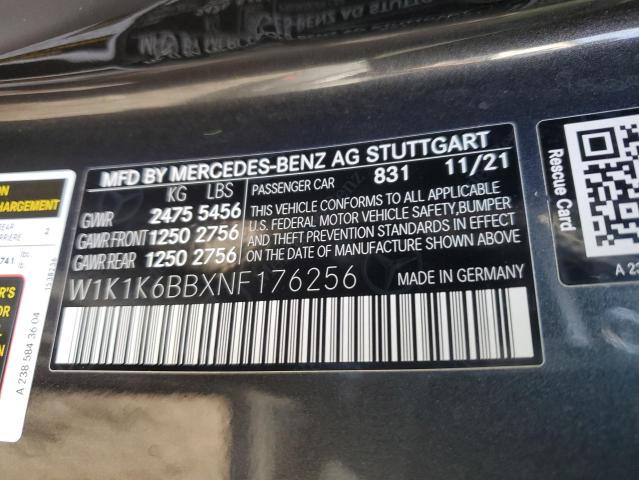 MFD BY MERCEDES-BENZ AG STUTTGART
KG LBS
GVWR 2475 5456
GAWR FRONT 1250 2756
GAWR REAR 1250 2756
PASSENGER CAR 831 11/21
THIS VEHICLE CONFORMS TO ALL APPLICABLE
U.S. FEDERAL MOTOR VEHICLE SAFETY, BUMPER
AND THEFT PREVENTION STANDARDS IN EFFECT
ON THE DATE OF MANUFACTURE SHOWN ABOVE.
W1K1K6BBXNF176256
MADE IN GERMANY
Rescue Card
A 238 584 36 04